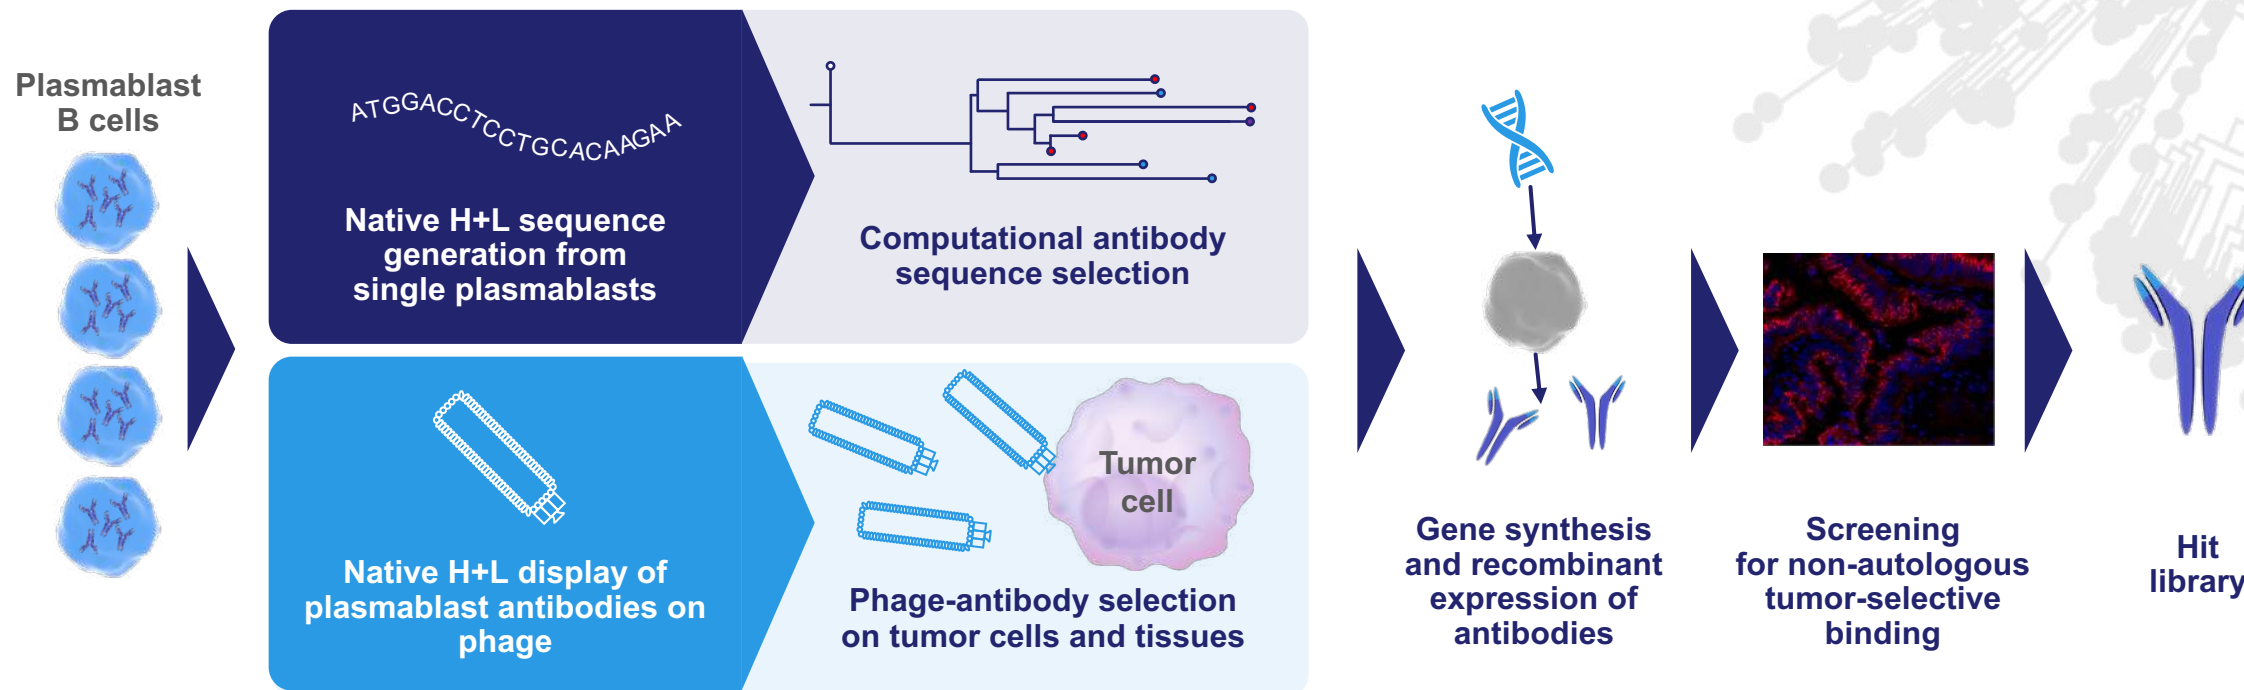 Plasmablast
B cells
ATGGACCTCCTGCACAAGAA
Native H+L sequence
generation from
single plasmablasts
Computational antibody
sequence selection
Native H+L display of
plasmablast antibodies on
phage
Tumor
cell
Phage-antibody selection
on tumor cells and tissues
Gene synthesis
and recombinant
expression of
antibodies
Screening
for non-autologous
tumor-selective
binding
Hit
library